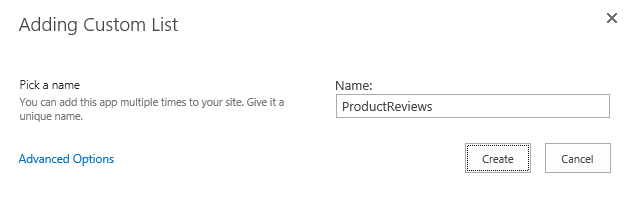 Adding Custom List
Pick a name
You can add this app multiple times to your site. Give it a
unique name.
Name:
ProductReviews
Advanced Options
Create
Cancel